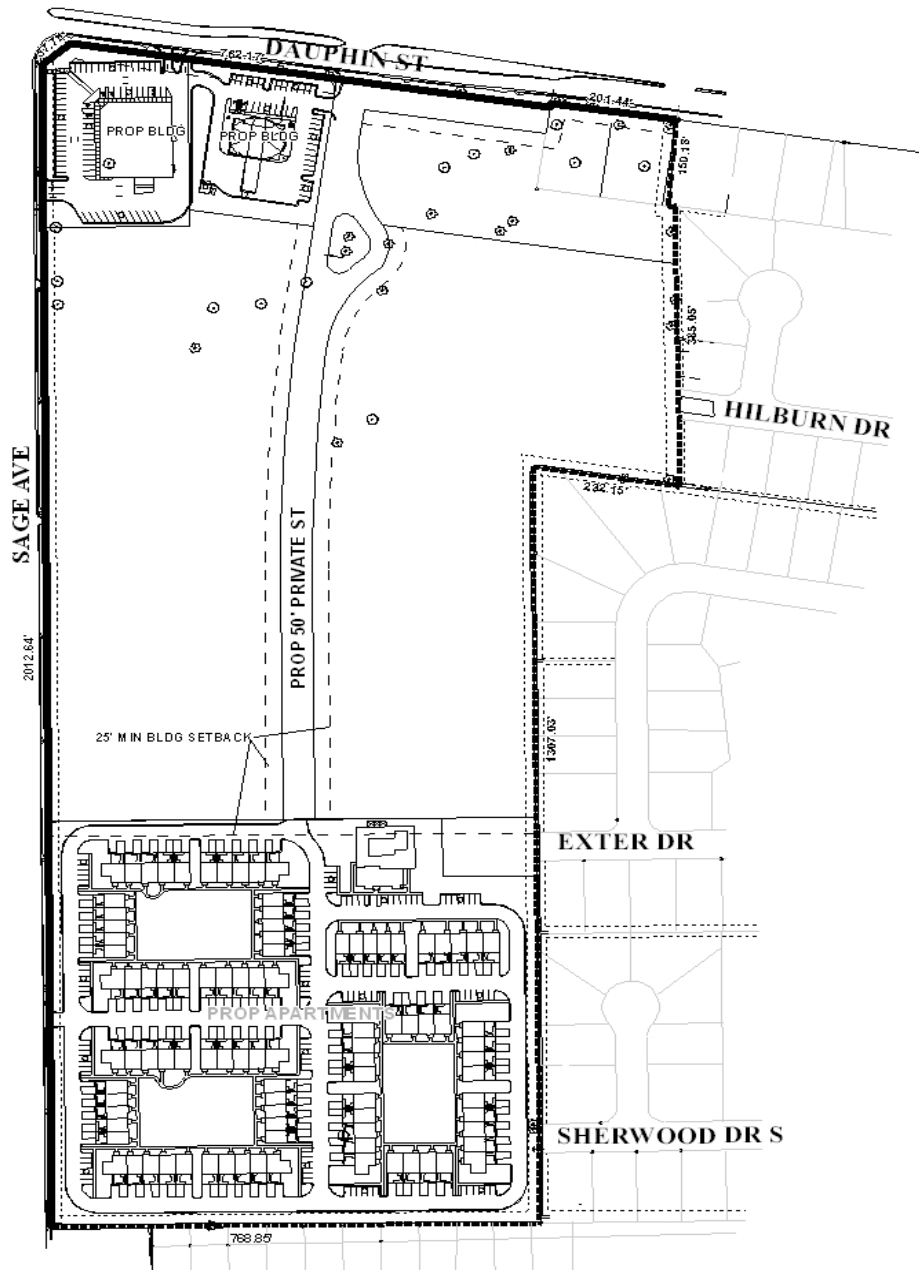 DAUPHIN ST
762.17'
201.44'
PROP BLDG
PROP BLDG
150.18'
385.05'
HILBURN DR
SAGE AVE
232.15'
PROP 50' PRIVATE ST
2012.64'
25' MIN BLDG SETBACK
1307.03'
EXTER DR
PROP APARTMENTS
SHERWOOD DR S
768.85'